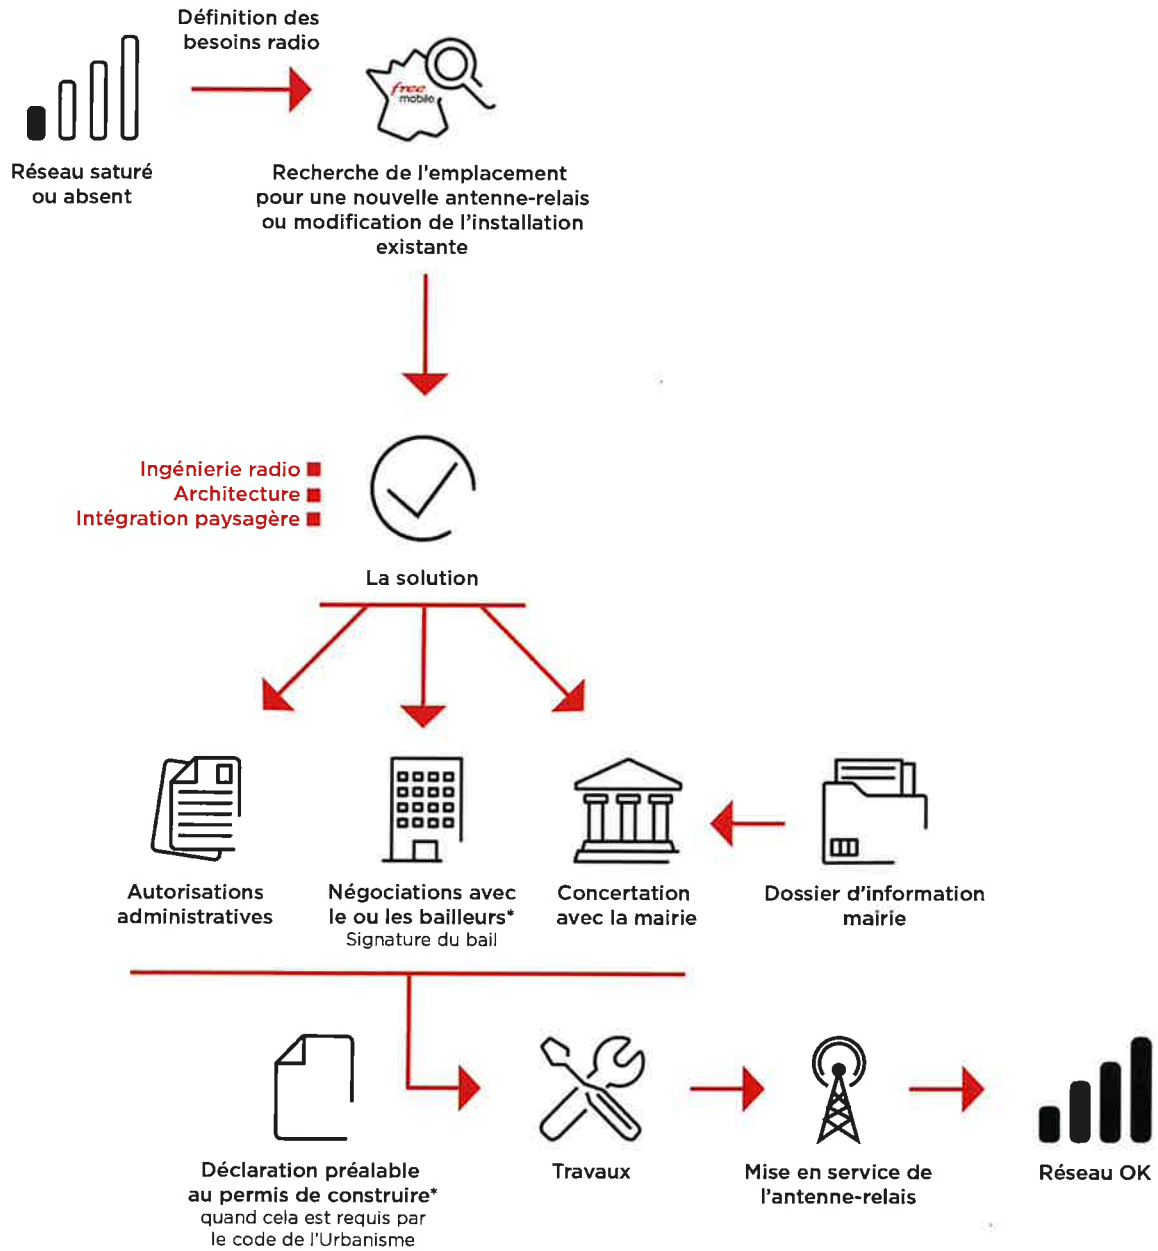 Définition des
besoins radio
free
mobile
Réseau saturé
ou absent
Recherche de l'emplacement
pour une nouvelle antenne-relais
ou modification de l'installation
existante
Ingénierie radio
Architecture
Intégration paysagère
La solution
Autorisations
administratives
Négociations avec
le ou les bailleurs*
Signature du bail
Concertation
avec la mairie
Dossier d'information
mairie
Déclaration préalable
au permis de construire*
quand cela est requis par
le code de l'Urbanisme
Travaux
Mise en service de
l'antenne-relais
Réseau OK